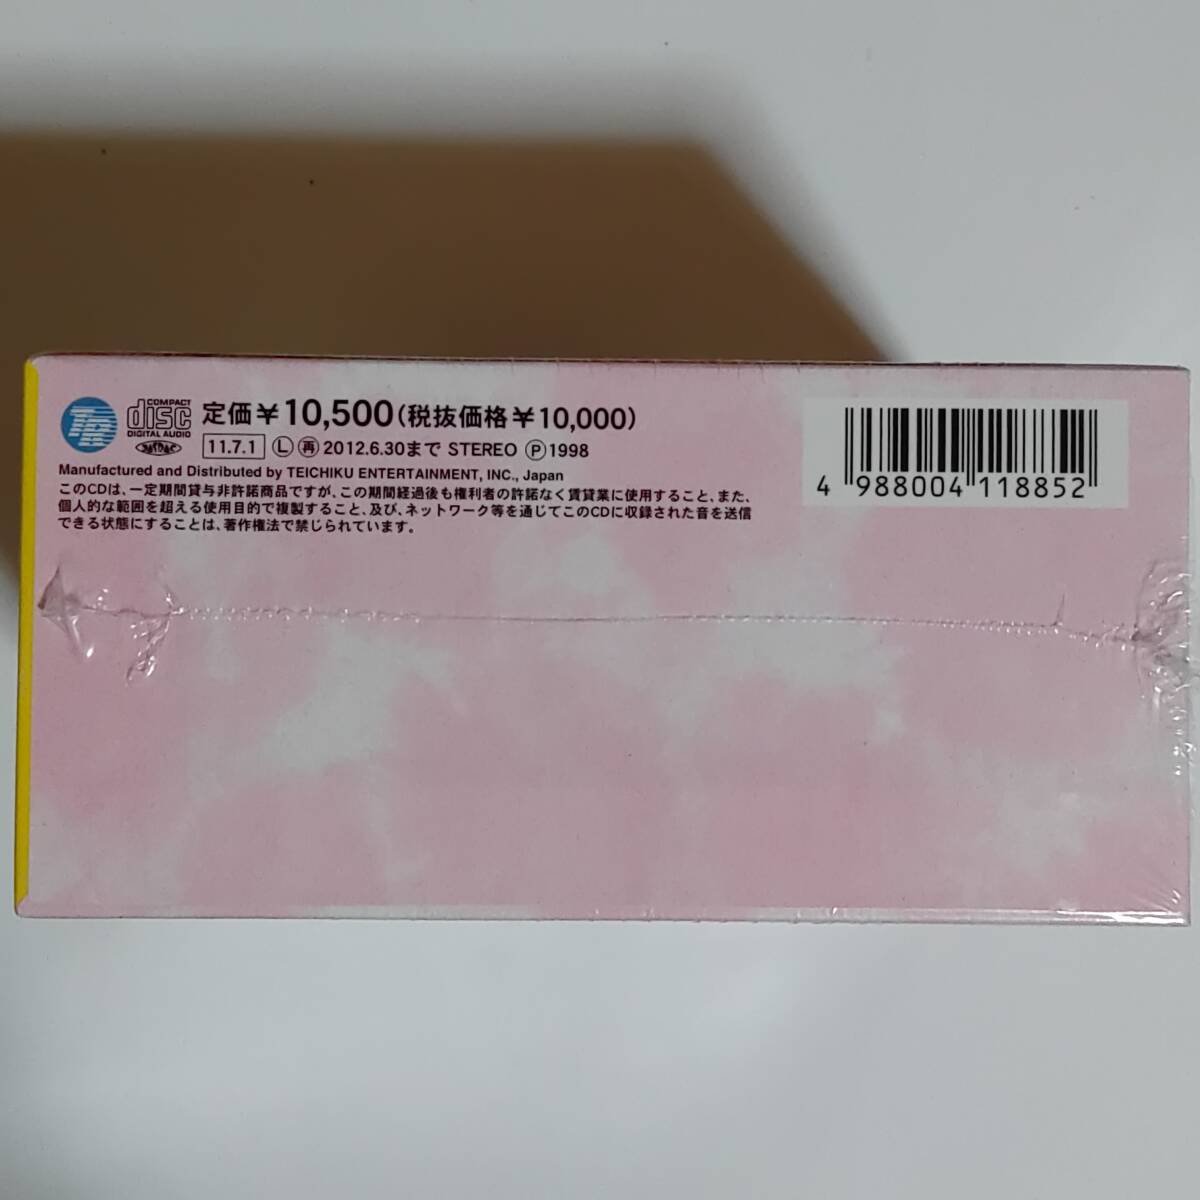 COMPACT
disc
DIGITAL AUDIO
定価¥10,500(税抜価格¥10,000)
11.7.1 Ⓛ㊢2012.6.30まで STEREO Ⓟ1998
Manufactured and Distributed by TEICHIKU ENTERTAINMENT, INC., Japan
このCDは、一定期間貸与非許諾商品ですが、この期間経過後も権利者の許諾なく賃貸業に使用すること、また、
個人的な範囲を超える使用目的で複製すること、及び、ネットワーク等を通じてこのCDに収録された音を送信
できる状態にすることは、著作権法で禁じられています。
4 988004 118852